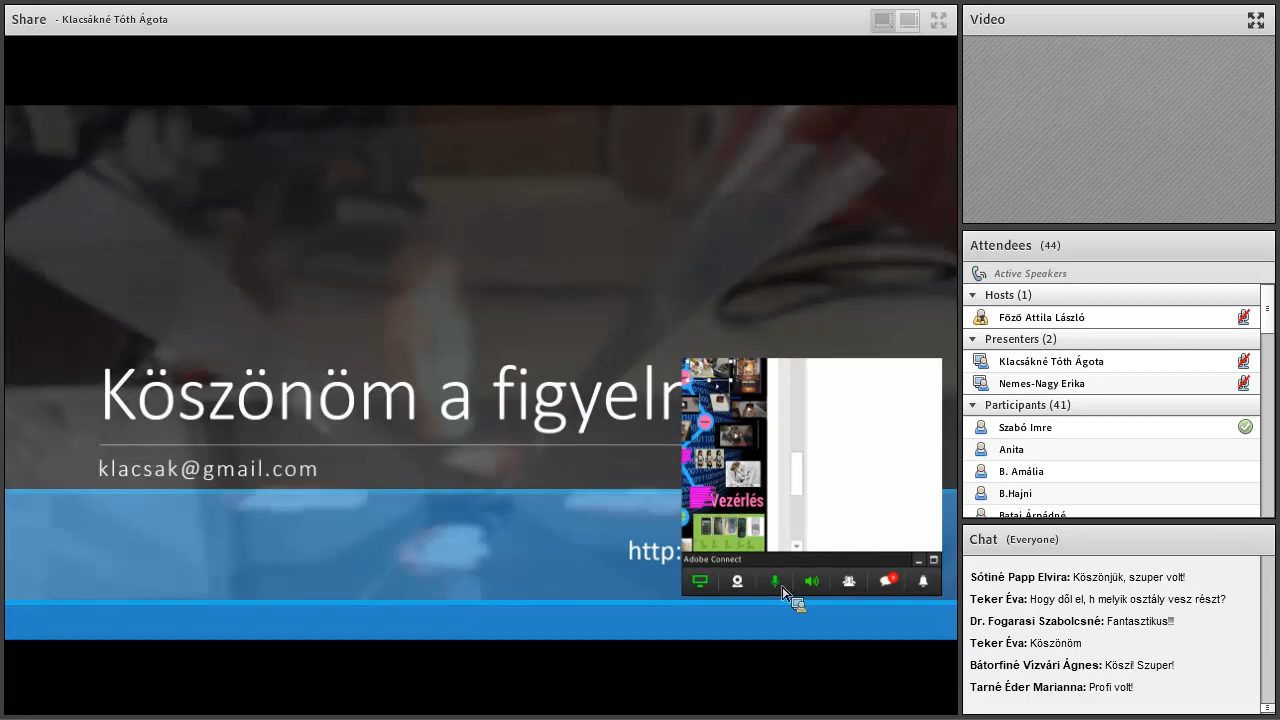 Share - Klacsákné Tóth Ágota
Köszönöm a figyel
klacsak@gmail.com
http:
Vezérlés
Adobe Connect
Video
Attendees (44)
Active Speakers
Hosts (1)
Főző Attila László
Presenters (2)
Klacsákné Tóth Ágota
Nemes-Nagy Erika
Participants (41)
Szabó Imre
Anita
B. Amália
B.Hajni
Batai Árpádné
Chat (Everyone)
Sótiné Papp Elvira: Köszönjük, szuper volt!
Teker Éva: Hogy dől el, h melyik osztály vesz részt?
Dr. Fogarasi Szabolcsné: Fantasztikus!!!
Teker Éva: Köszönöm
Bátorfiné Vízvári Ágnes: Köszi! Szuper!
Tarné Éder Marianna: Profi volt!